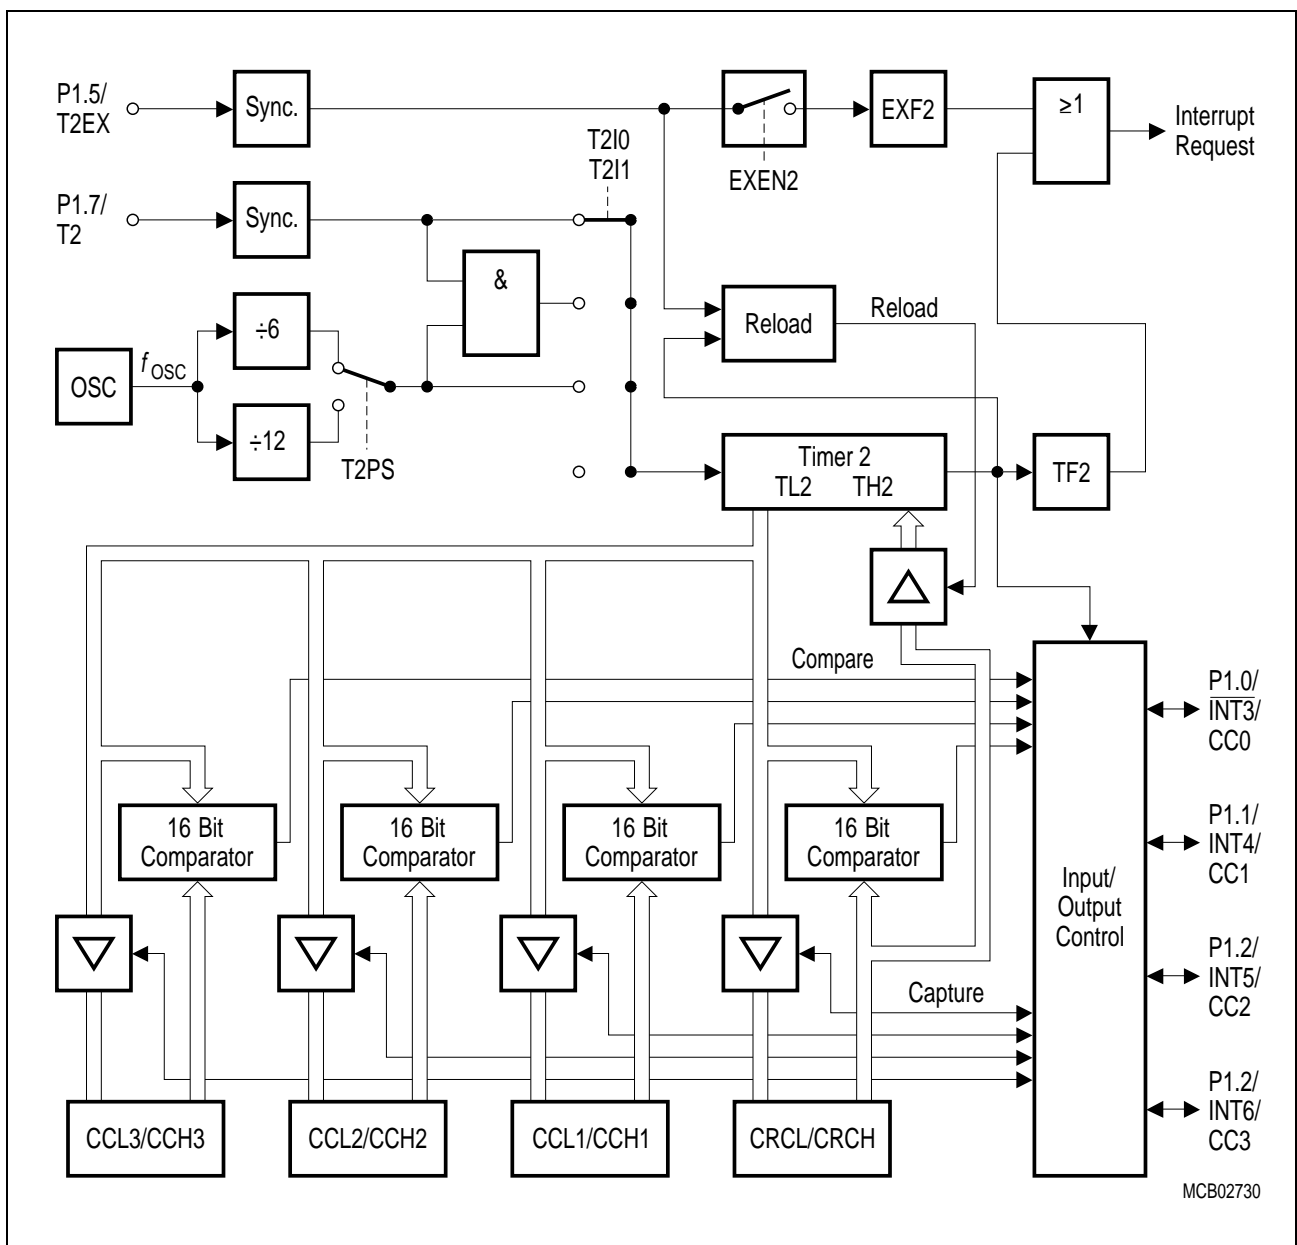 P1.5/
T2EX
Sync.
EXEN2
EXF2
≥1
Interrupt
Request
T2I0
T2I1
P1.7/
T2
Sync.
&
÷6
OSC
f OSC
÷12
T2PS
Reload
Reload
Timer 2
TL2 TH2
TF2
Compare
16 Bit
Comparator
16 Bit
Comparator
16 Bit
Comparator
16 Bit
Comparator
Capture
CCL3/CCH3
CCL2/CCH2
CCL1/CCH1
CRCL/CRCH
Input/
Output
Control
P1.0/
INT3/
CC0
P1.1/
INT4/
CC1
P1.2/
INT5/
CC2
P1.2/
INT6/
CC3
MCB02730